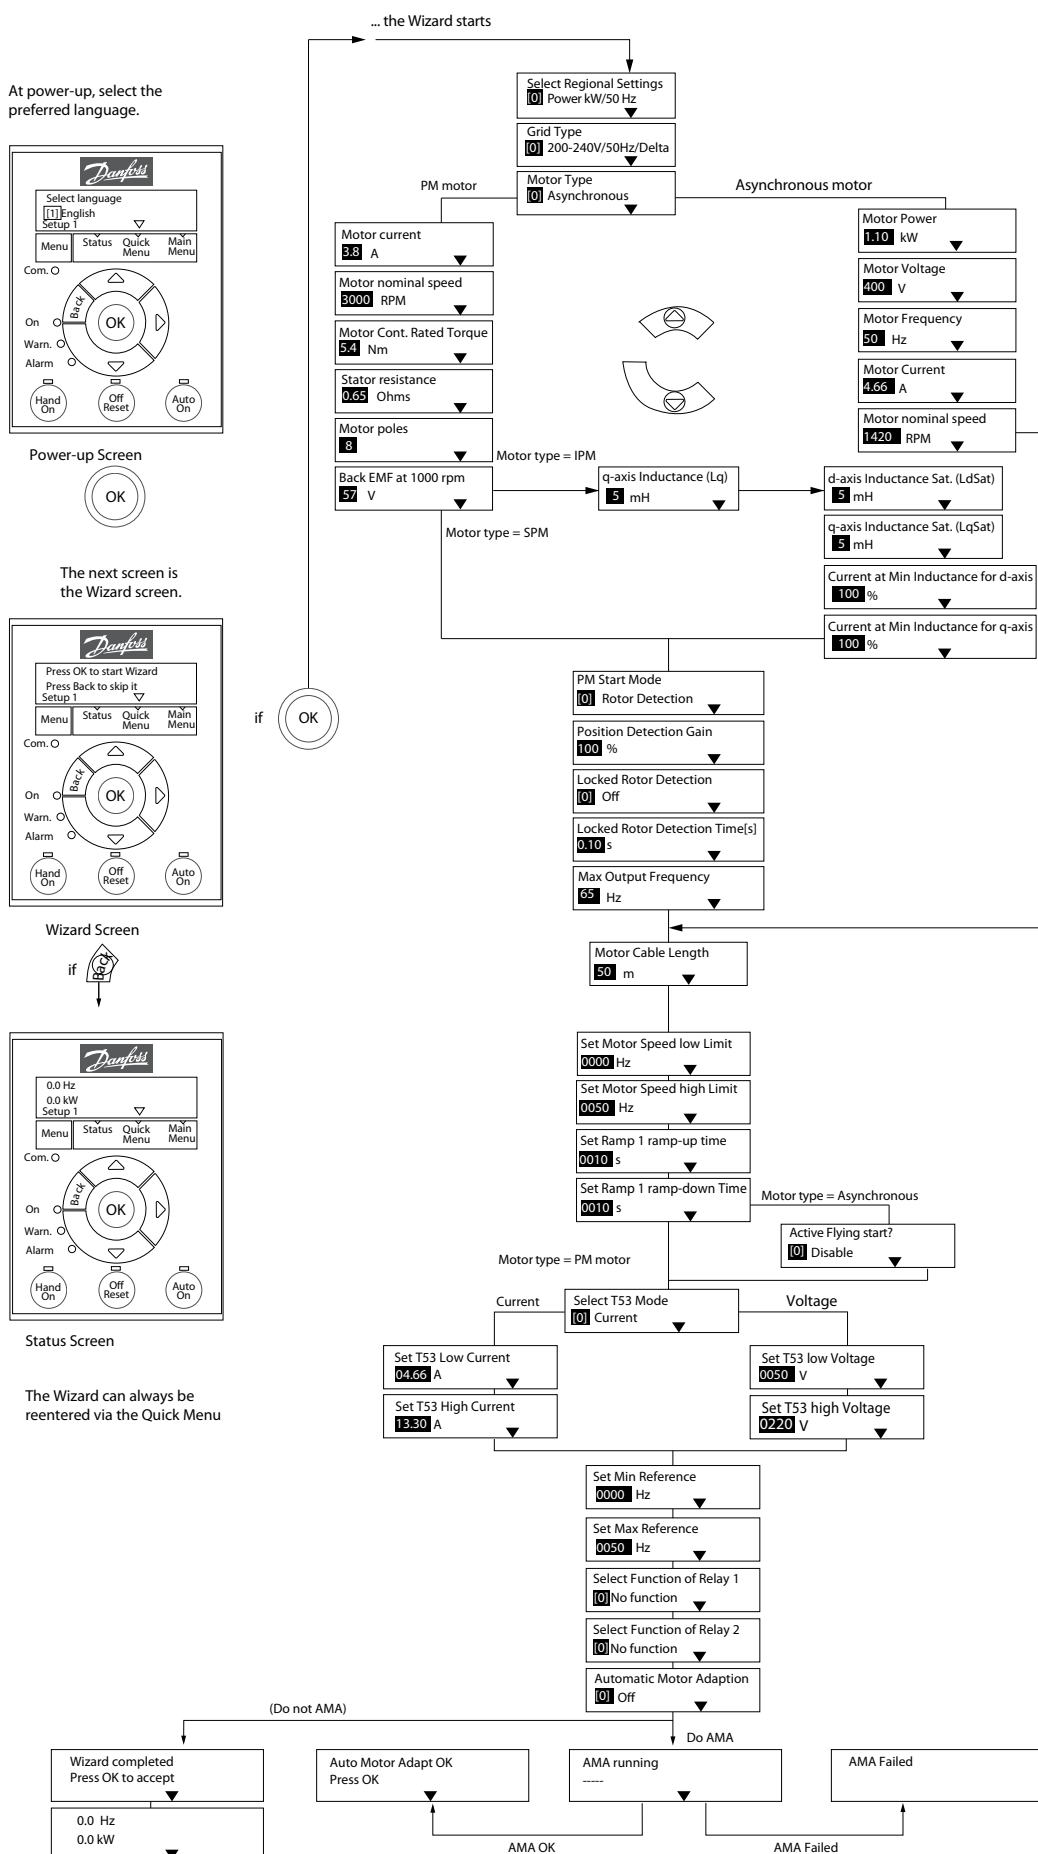 ... the Wizard starts
At power-up, select the
preferred language.
Danfoss
Select language
[1] English
Setup 1
Menu
Status
Quick
Menu
Main
Menu
Com.
Back
OK
On
Warn.
Alarm
Hand
On
Off
Reset
Auto
On
Power-up Screen
OK
The next screen is
the Wizard screen.
Danfoss
Press OK to start Wizard
Press Back to skip it
Setup 1
Menu
Status
Quick
Menu
Main
Menu
Com.
Back
OK
On
Warn.
Alarm
Hand
On
Off
Reset
Auto
On
Wizard Screen
if
Back
if
OK
Danfoss
0.0 Hz
0.0 kW
Setup 1
Menu
Status
Quick
Menu
Main
Menu
Com.
Back
OK
On
Warn.
Alarm
Hand
On
Off
Reset
Auto
On
Status Screen
The Wizard can always be
reentered via the Quick Menu
Select Regional Settings
[0] Power kW/50 Hz
Grid Type
[0] 200-240V/50Hz/Delta
Motor Type
[0] Asynchronous
PM motor
Asynchronous motor
Motor current
3.8 A
Motor nominal speed
3000 RPM
Motor Cont. Rated Torque
5.4 Nm
Stator resistance
0.65 Ohms
Motor poles
8
Back EMF at 1000 rpm
57 V
Motor Power
1.10 kW
Motor Voltage
400 V
Motor Frequency
50 Hz
Motor Current
4.66 A
Motor nominal speed
1420 RPM
Motor type = IPM
q-axis Inductance (Lq)
5 mH
d-axis Inductance Sat. (LdSat)
5 mH
q-axis Inductance Sat. (LqSat)
5 mH
Current at Min Inductance for d-axis
100 %
Current at Min Inductance for q-axis
100 %
Motor type = SPM
PM Start Mode
[0] Rotor Detection
Position Detection Gain
100 %
Locked Rotor Detection
[0] Off
Locked Rotor Detection Time[s]
0.10 s
Max Output Frequency
65 Hz
Motor Cable Length
50 m
Set Motor Speed low Limit
0000 Hz
Set Motor Speed high Limit
0050 Hz
Set Ramp 1 ramp-up time
0010 s
Set Ramp 1 ramp-down Time
0010 s
Motor type = Asynchronous
Active Flying start?
[0] Disable
Motor type = PM motor
Current
Select T53 Mode
[0] Current
Voltage
Set T53 Low Current
04.66 A
Set T53 High Current
13.30 A
Set T53 low Voltage
0050 V
Set T53 high Voltage
0220 V
Set Min Reference
0000 Hz
Set Max Reference
0050 Hz
Select Function of Relay 1
[0] No function
Select Function of Relay 2
[0] No function
Automatic Motor Adaption
[0] Off
(Do not AMA)
Do AMA
Wizard completed
Press OK to accept
0.0 Hz
0.0 kW
Auto Motor Adapt OK
Press OK
AMA running
-----
AMA Failed
AMA OK
AMA Failed